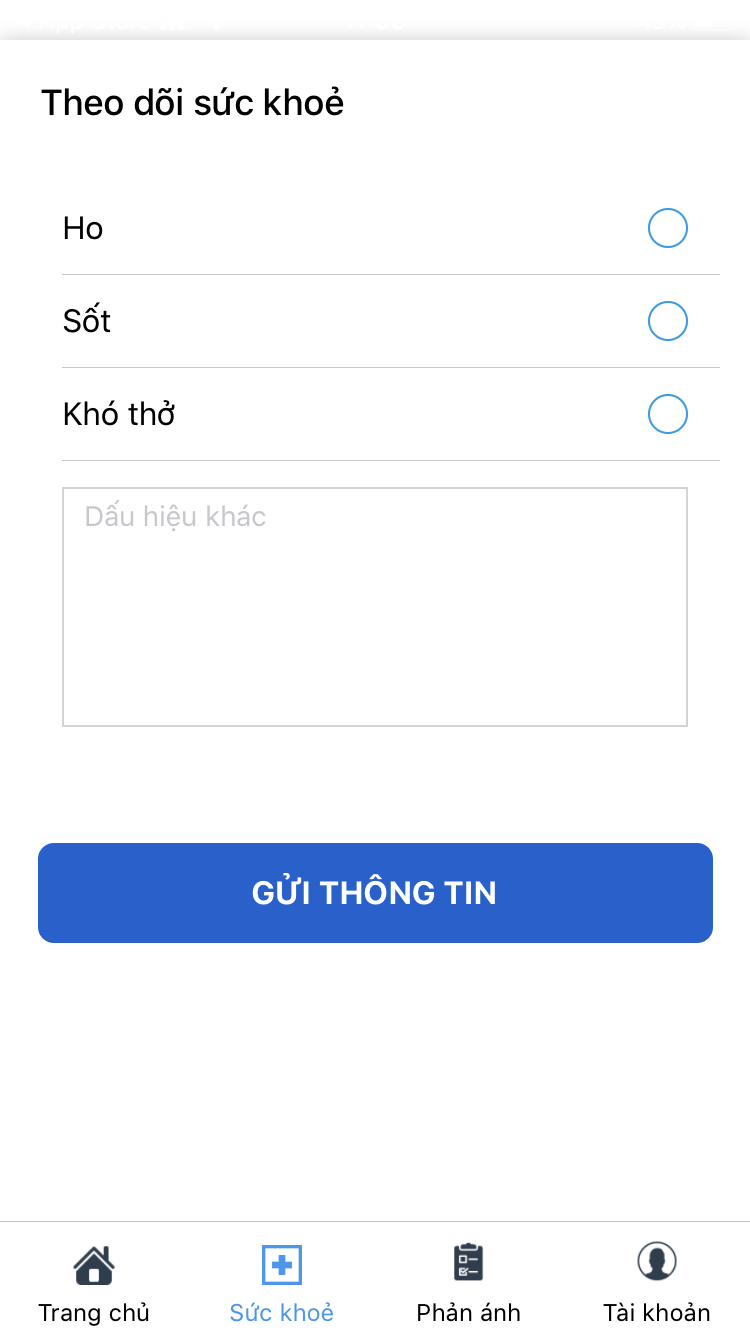 Theo dõi sức khoẻ
Ho
Sốt
Khó thở
Dấu hiệu khác
GỬI THÔNG TIN
Trang chủ
Sức khoẻ
Phản ánh
Tài khoản